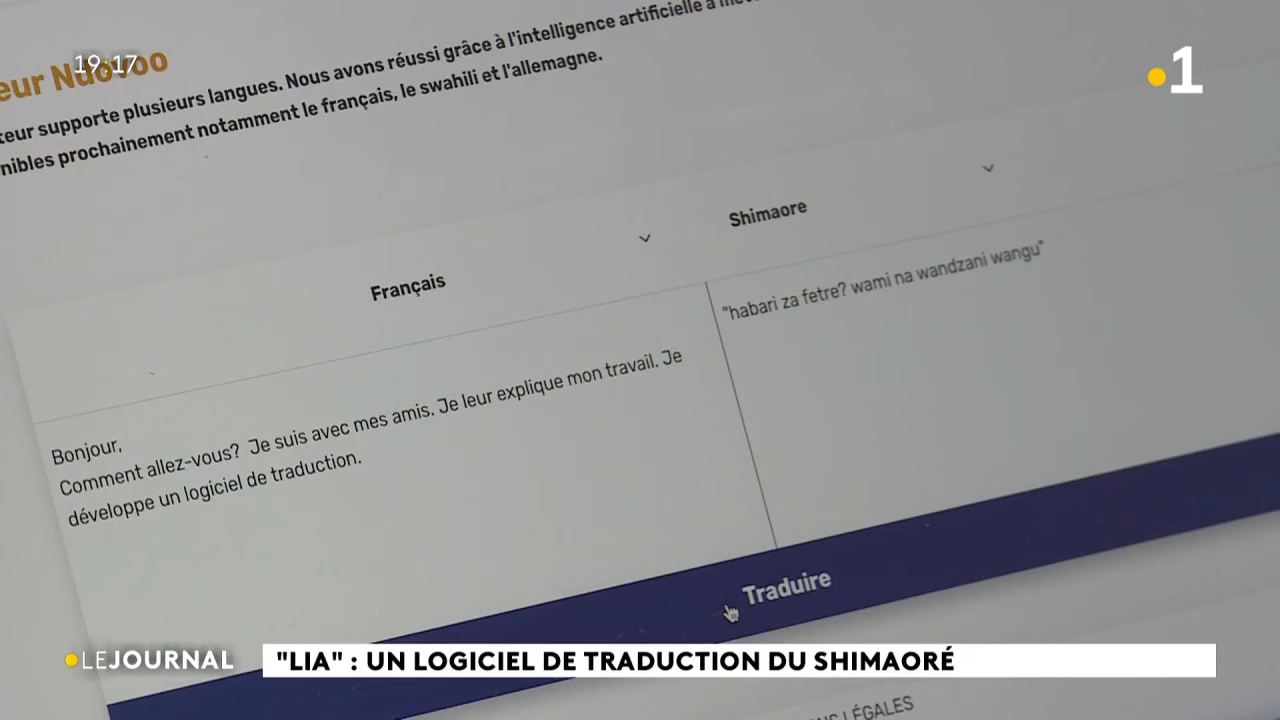 19:17
1
eur Ndovoo
teur supporte plusieurs langues. Nous avons réussi grâce à l'intelligence artificielle à
nibles prochainement notamment le français, le swahili et l'allemagne.
Français
Shimaore
Bonjour,
Comment allez-vous? Je suis avec mes amis. Je leur explique mon travail. Je
développe un logiciel de traduction.
"habari za fetre? wami na wandzani wangu"
Traduire
LEJOURNAL
"LIA" : UN LOGICIEL DE TRADUCTION DU SHIMAORÉ
LÉGALES